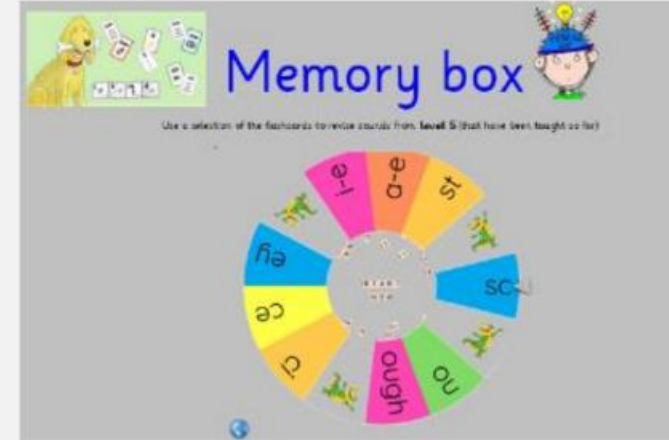 Memory box
Use a selection of the flashcards to revise sounds from level 5 (that have been taught so far)
i-e
a-e
st
sc
ou
ough
ci
ce
ey